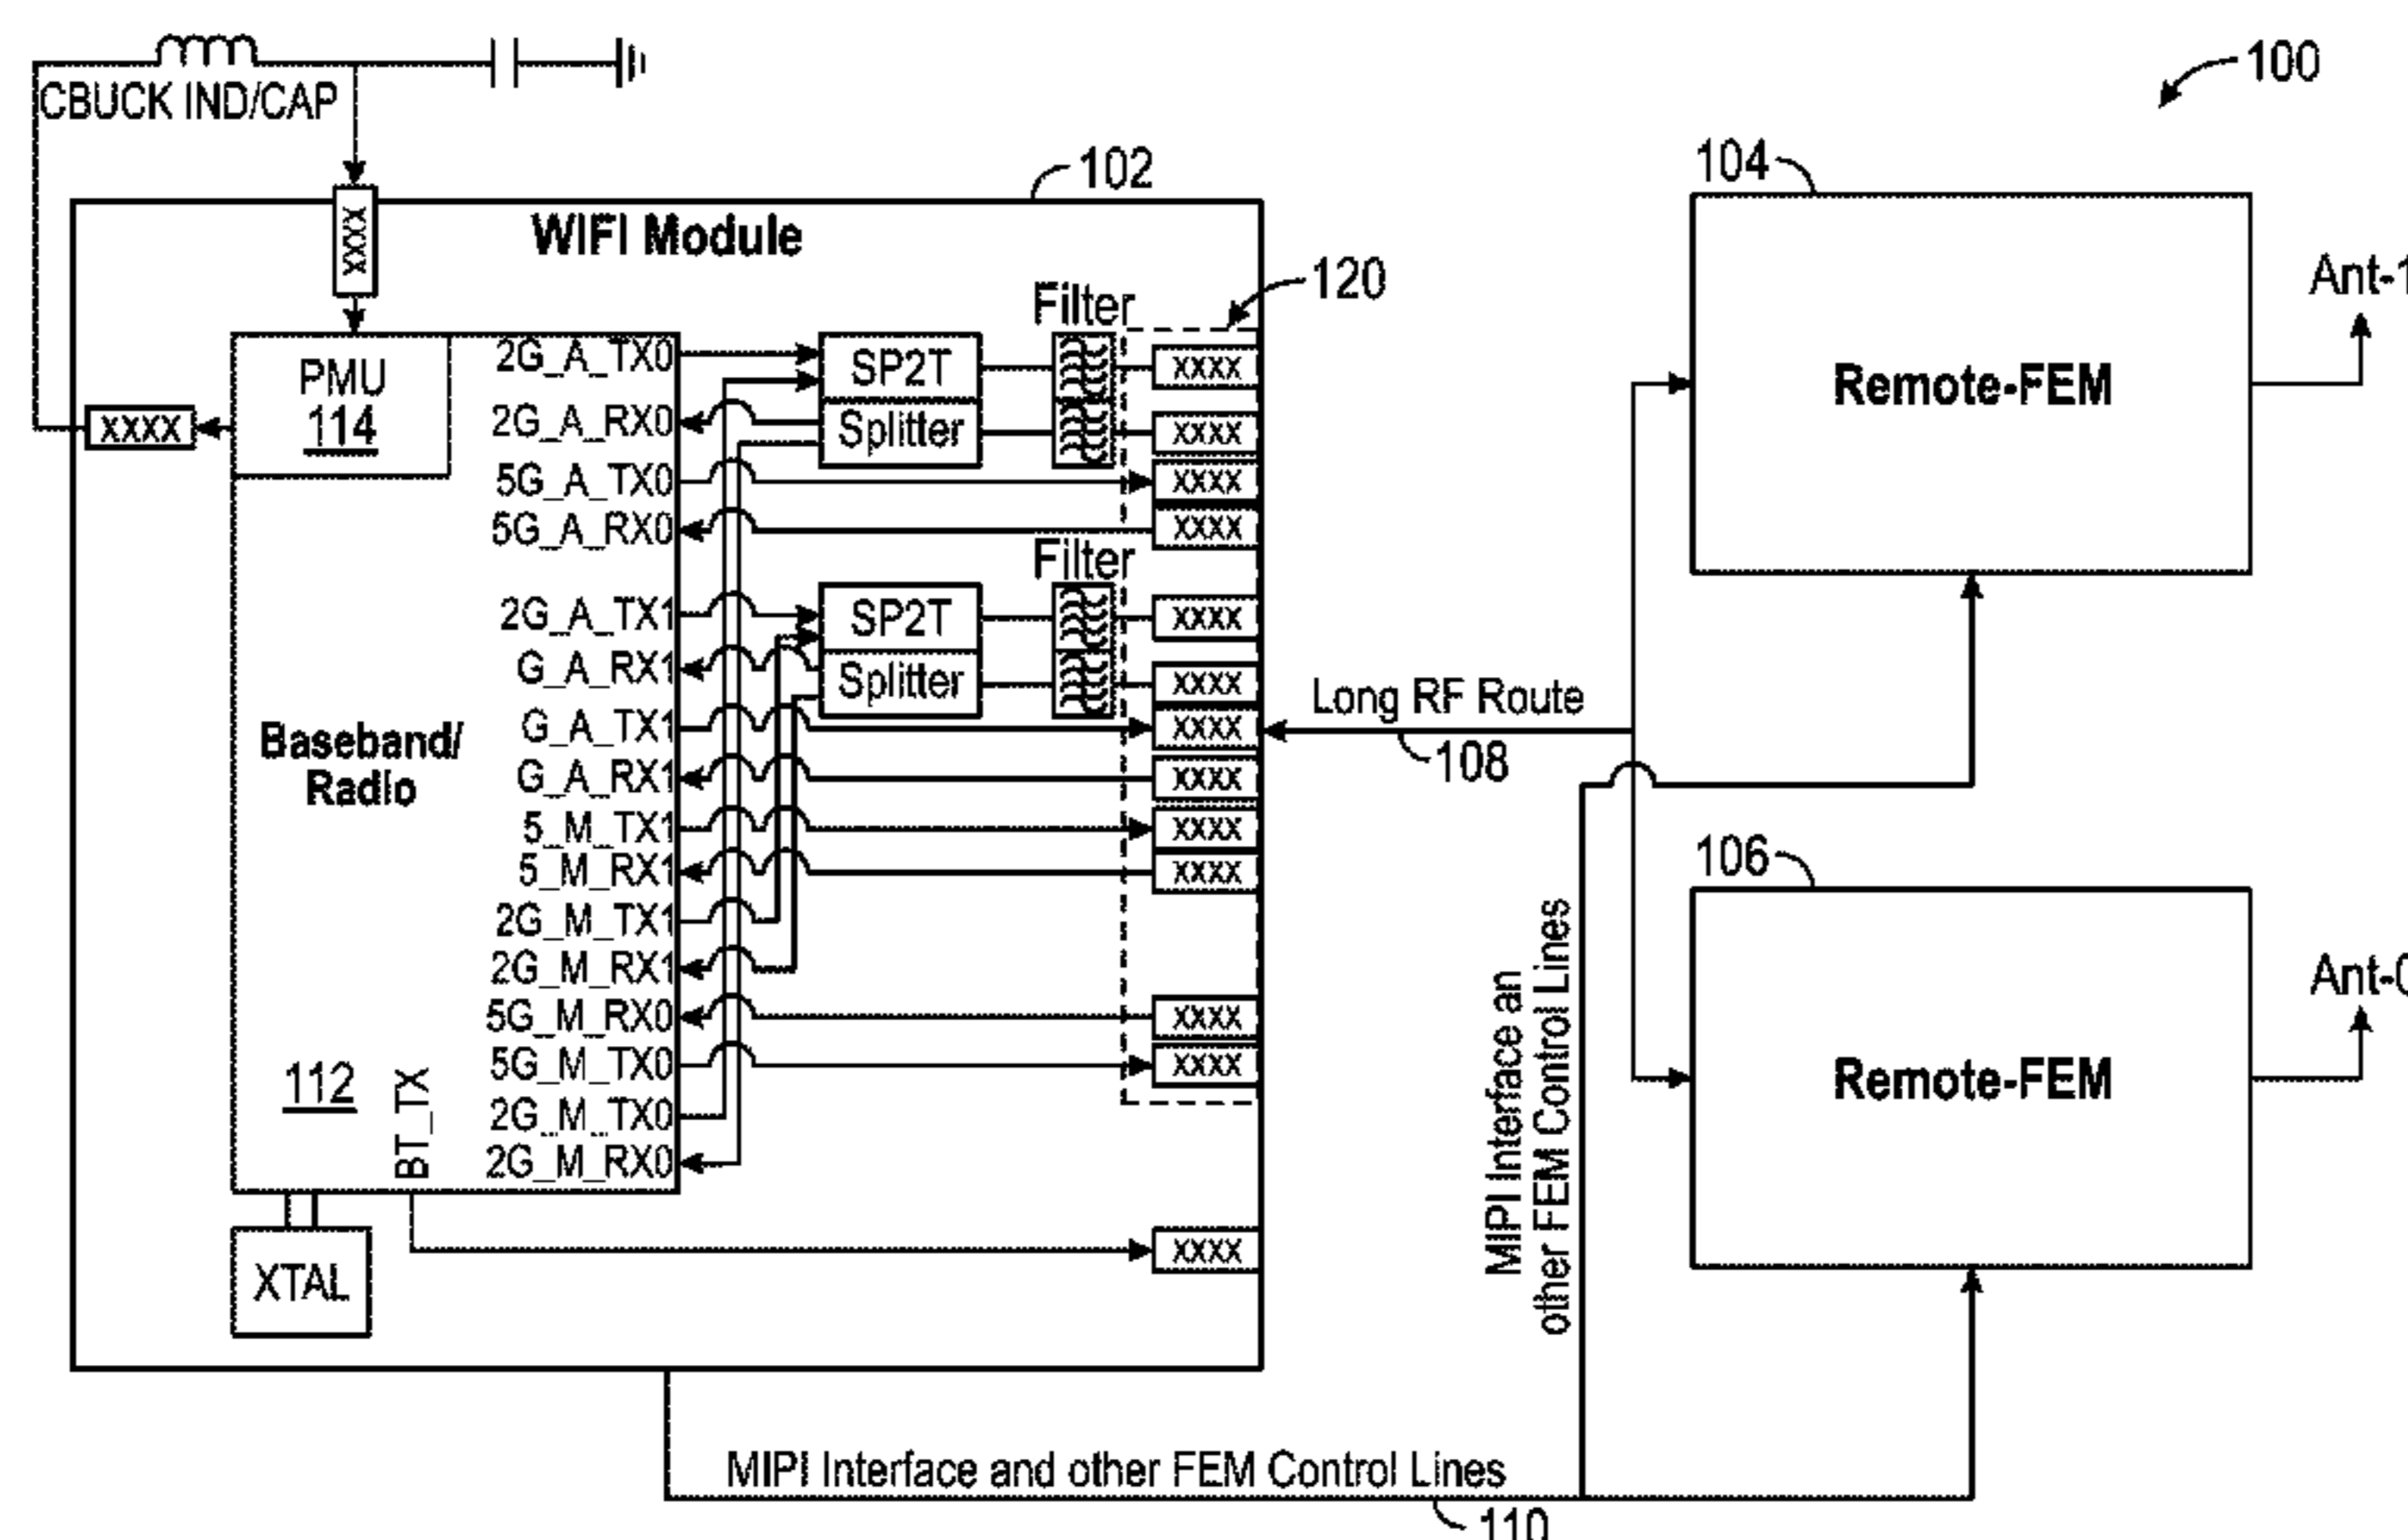 CBUCK IND/CAP
100
102
104
WIFI Module
XXXX
120
Ant-1
Filter
2G_A_TX0
SP2T
XXXX
PMU
114
XXXX
2G_A_RX0
Splitter
XXXX
Remote-FEM
5G_A_TX0
XXXX
5G_A_RX0
XXXX
Filter
2G_A_TX1
SP2T
XXXX
G_A_RX1
Splitter
XXXX
Long RF Route
108
G_A_TX1
XXXX
Baseband/
Radio
G_A_RX1
XXXX
5_M_TX1
XXXX
5_M_RX1
XXXX
106
2G_M_TX1
2G_M_RX1
5G_M_RX0
XXXX
5G_M_TX0
XXXX
112
2G_M_TX0
2G_M_RX0
BT_TX
MIPI Interface an
other FEM Control Lines
Remote-FEM
Ant-0
XXXX
XTAL
MIPI Interface and other FEM Control Lines
110